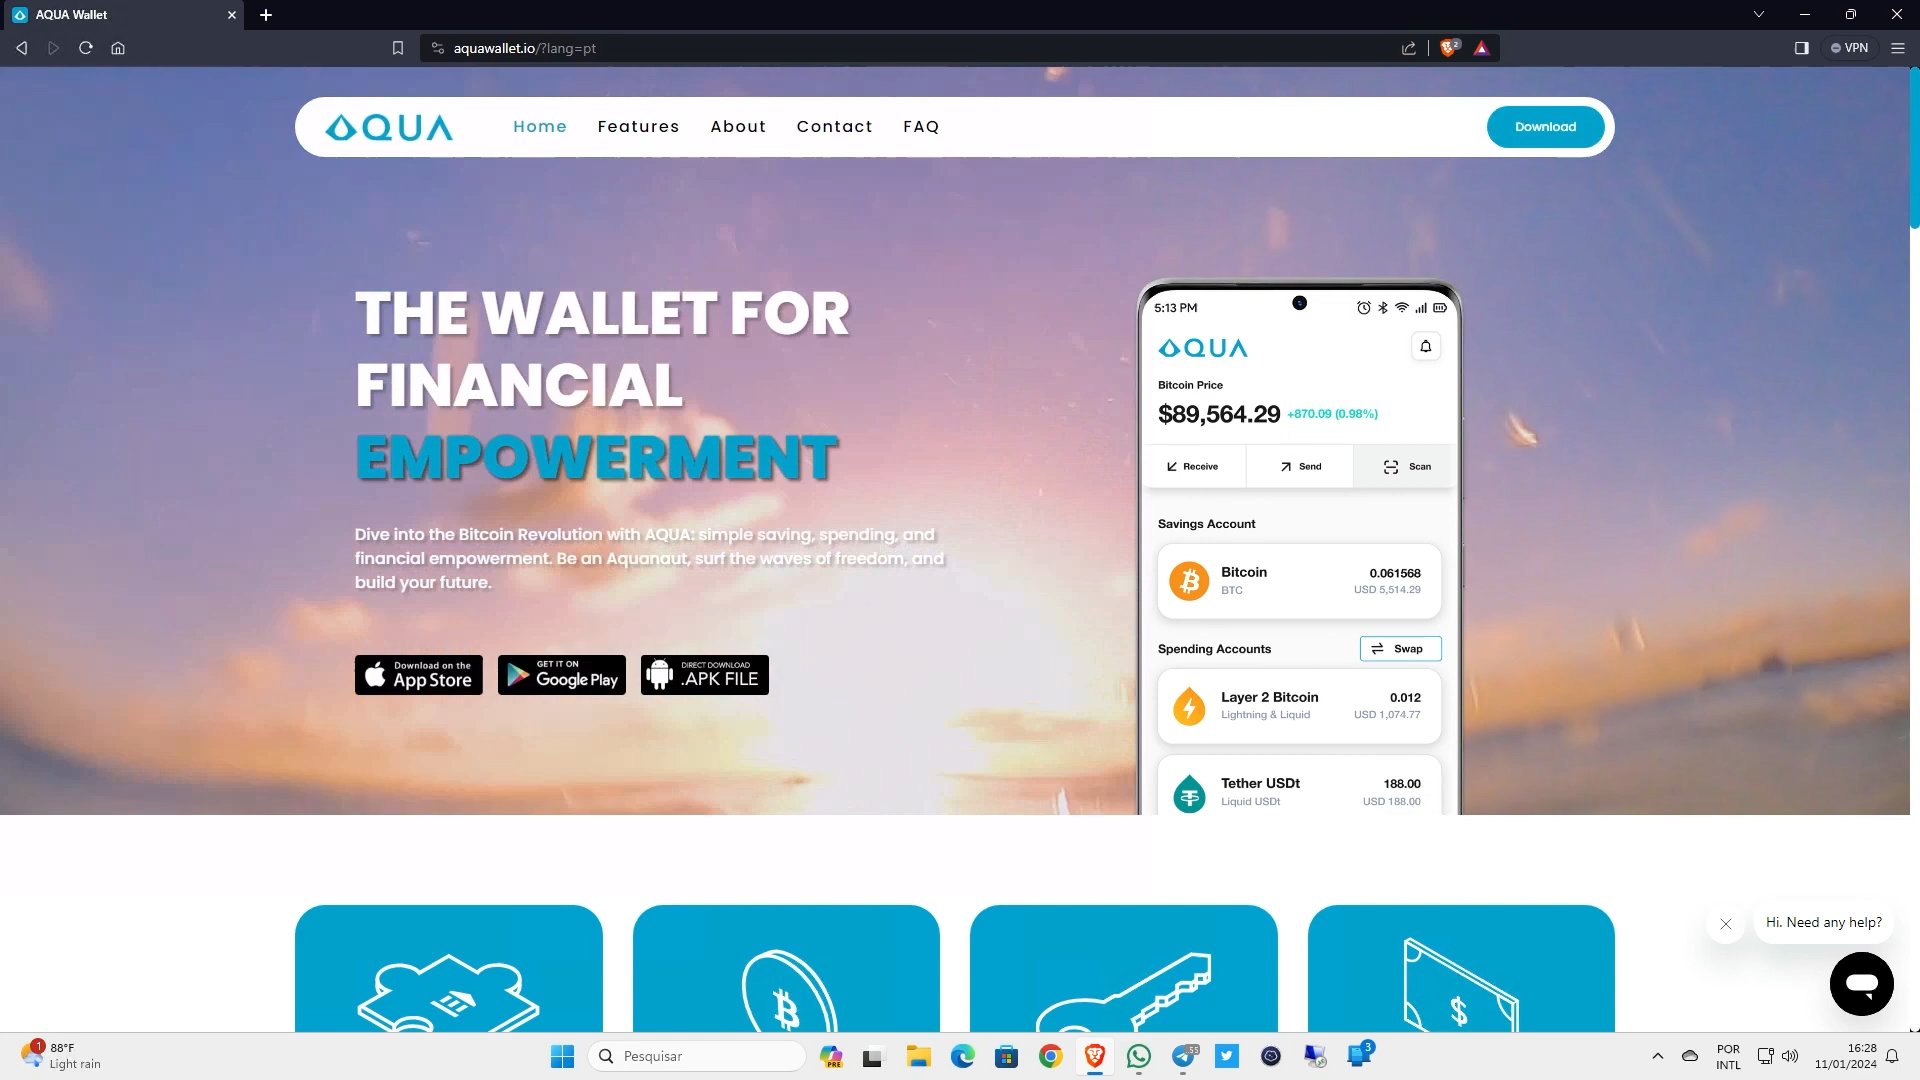 AQUA Wallet
aquawallet.io/?lang=pt
2
VPN
AQUA
Home
Features
About
Contact
FAQ
Download
THE WALLET FOR
FINANCIAL
EMPOWERMENT
Dive into the Bitcoin Revolution with AQUA: simple saving, spending, and
financial empowerment. Be an Aquanaut, surf the waves of freedom, and
build your future.
Download on the
App Store
GET IT ON
Google Play
DIRECT DOWNLOAD
.APK FILE
5:13 PM
AQUA
Bitcoin Price
$89,564.29 +870.09 (0.98%)
Receive
Send
Scan
Savings Account
Bitcoin 0.061568
BTC USD 5,514.29
Spending Accounts
Swap
Layer 2 Bitcoin 0.012
Lightning & Liquid USD 1,074.77
Tether USDt 188.00
Liquid USDt USD 188.00
Hi. Need any help?
1
88°F
Light rain
Pesquisar
PRE
55
3
POR
INTL
16:28
11/01/2024